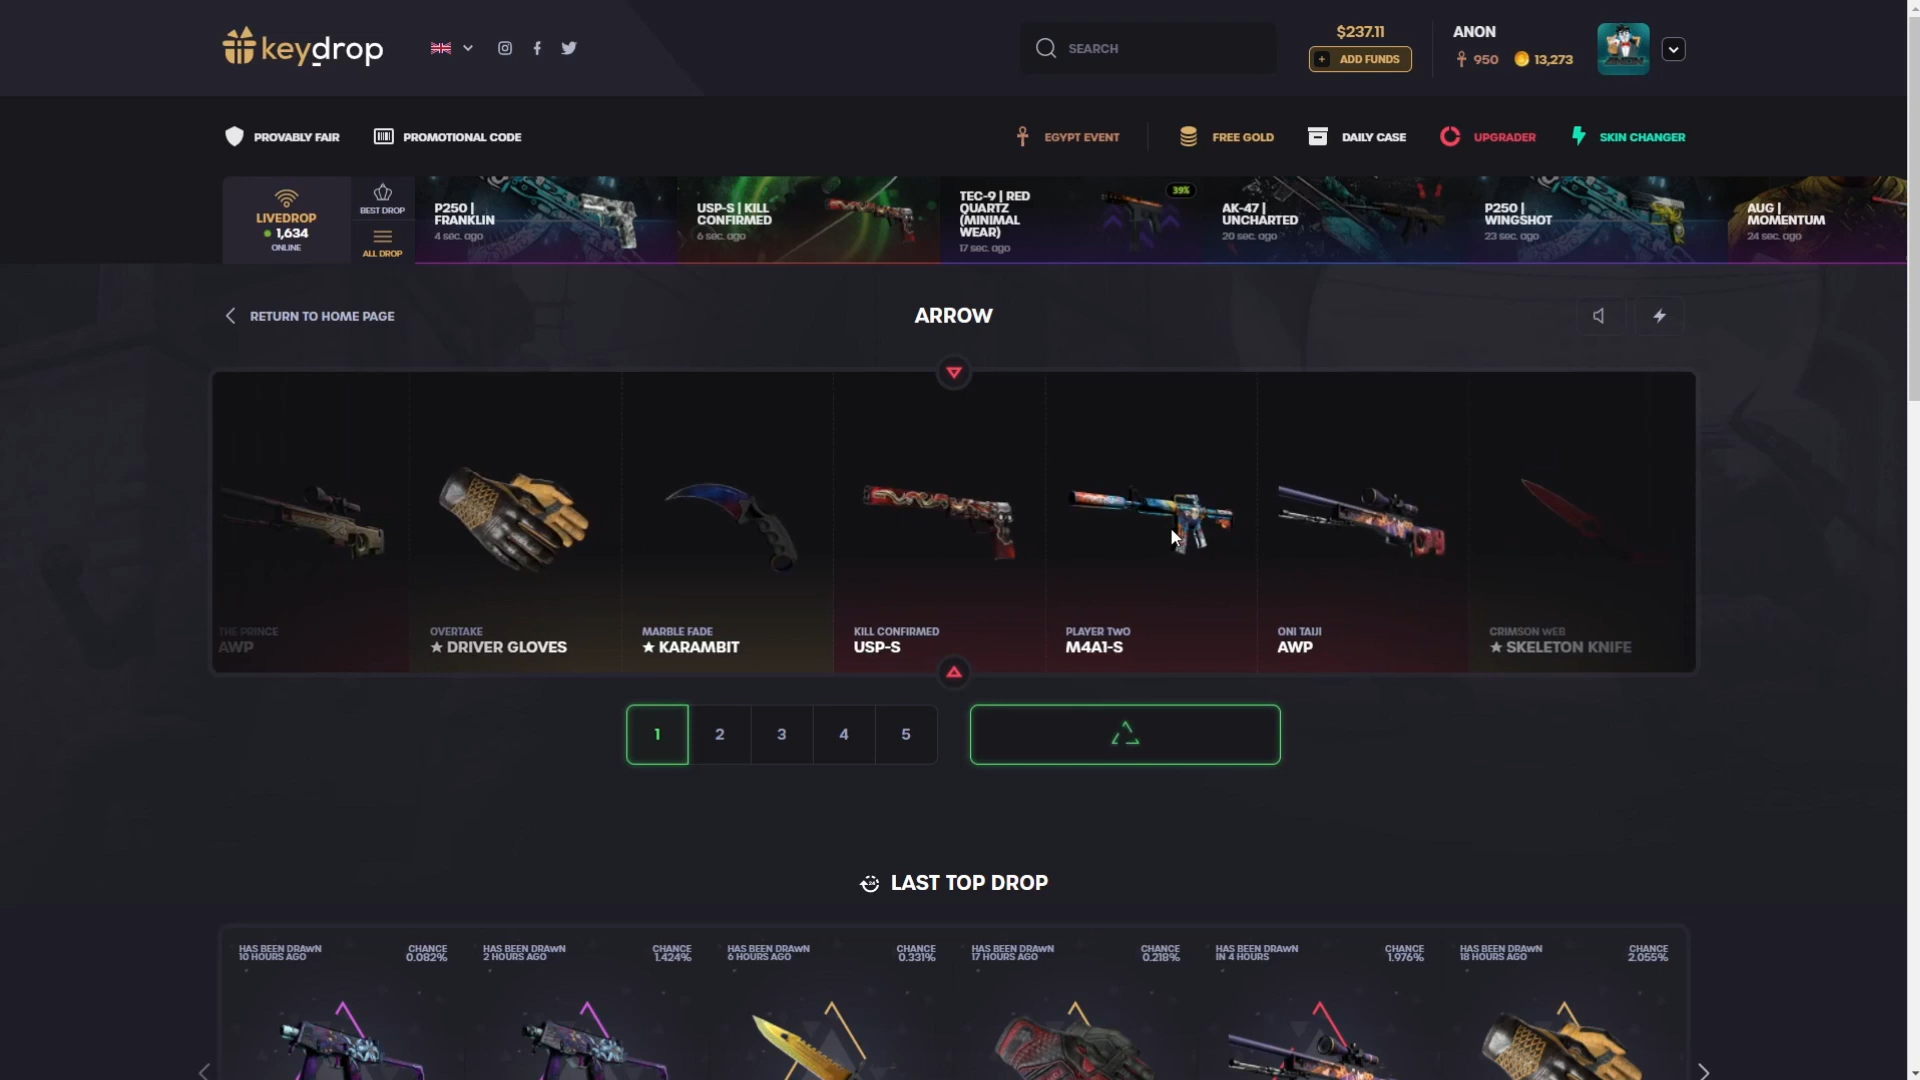 keydrop
SEARCH
$237.11
+ ADD FUNDS
ANON
950
13,273
PROVABLY FAIR
PROMOTIONAL CODE
EGYPT EVENT
FREE GOLD
DAILY CASE
UPGRADER
SKIN CHANGER
LIVEDROP
1,634
ONLINE
BEST DROP
ALL DROP
P250 |
FRANKLIN
4 sec. ago
USP-S | KILL
CONFIRMED
6 sec. ago
TEC-9 | RED
QUARTZ
(MINIMAL
WEAR)
17 sec. ago
39%
AK-47 |
UNCHARTED
20 sec. ago
P250 |
WINGSHOT
23 sec. ago
AUG |
MOMENTUM
24 sec. ago
RETURN TO HOME PAGE
ARROW
THE PRINCE
AWP
OVERTAKE
★ DRIVER GLOVES
MARBLE FADE
★ KARAMBIT
KILL CONFIRMED
USP-S
PLAYER TWO
M4A1-S
ONI TAIJI
AWP
CRIMSON WEB
★ SKELETON KNIFE
1 2 3 4 5
LAST TOP DROP
HAS BEEN DRAWN
10 HOURS AGO
CHANCE
0.082%
HAS BEEN DRAWN
2 HOURS AGO
CHANCE
1.424%
HAS BEEN DRAWN
6 HOURS AGO
CHANCE
0.331%
HAS BEEN DRAWN
17 HOURS AGO
CHANCE
0.218%
HAS BEEN DRAWN
IN 4 HOURS
CHANCE
1.976%
HAS BEEN DRAWN
18 HOURS AGO
CHANCE
2.055%